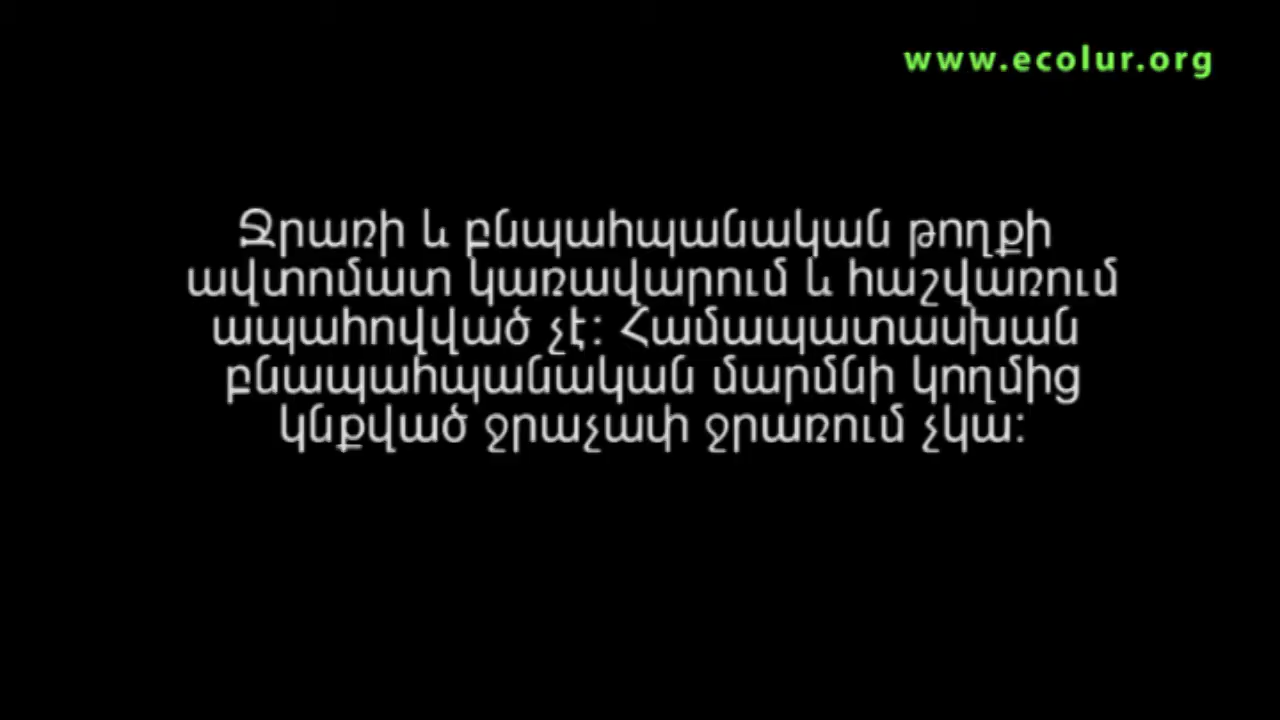 www.ecolur.org
Ջրառի և բնպահպանական թողքի
ավտոմատ կառավարում և հաշվառում
ապահովված չէ: Համապատասխան
բնապահպանական մարմնի կողմից
կնքված ջրաչափ ջրառում չկա: